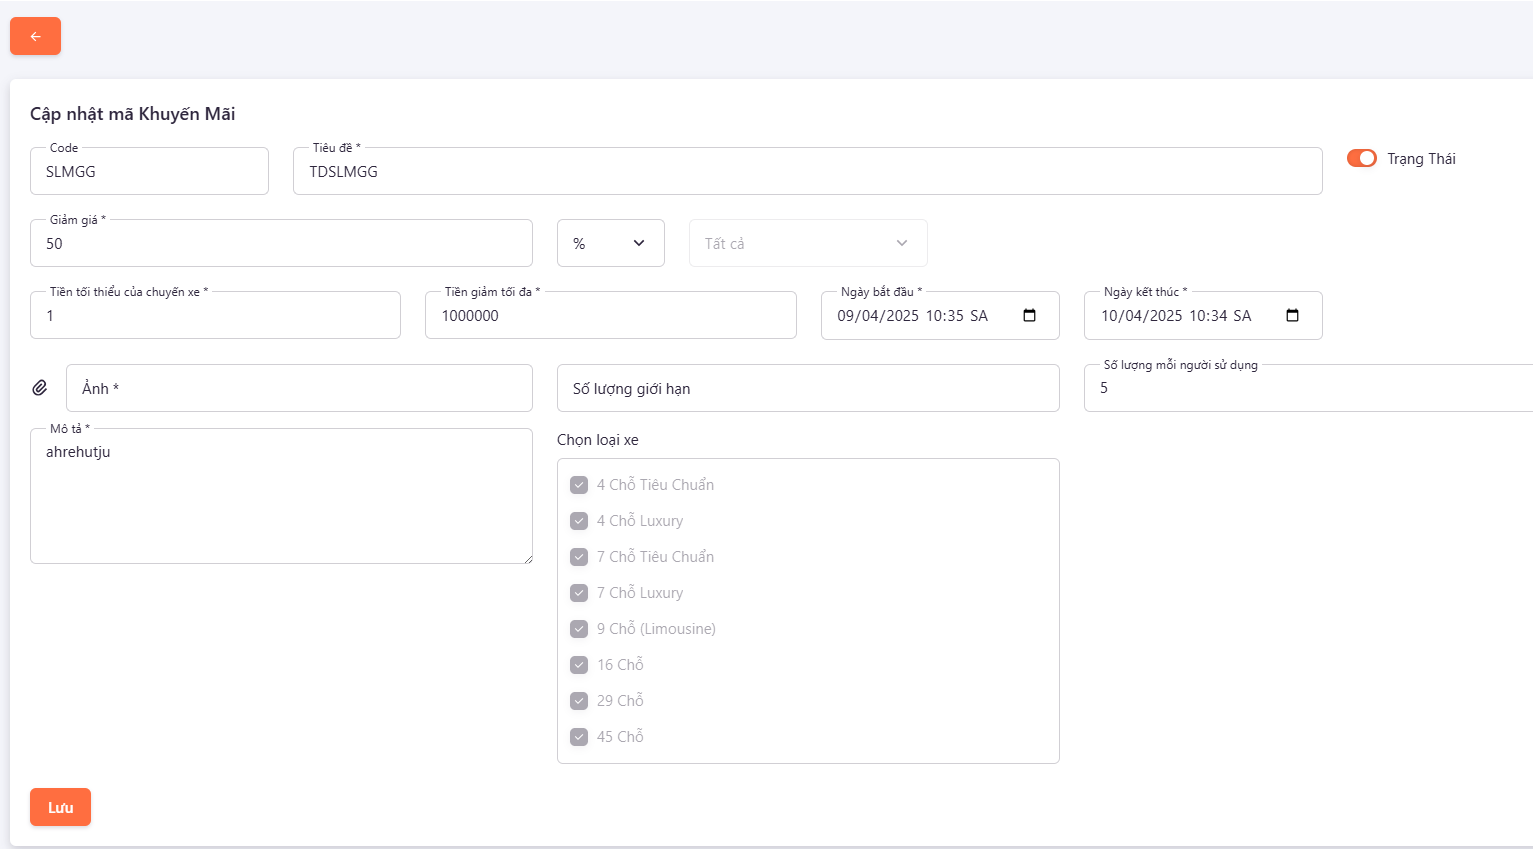 Cập nhật mã Khuyến Mãi
Code
SLMGG
Tiêu đề *
TDSLMGG
Trạng Thái
Giảm giá *
50
%
Tất cả
Tiền tối thiểu của chuyến xe *
1
Tiền giảm tối đa *
1000000
Ngày bắt đầu *
09/04/2025 10:35 SA
Ngày kết thúc *
10/04/2025 10:34 SA
Ảnh *
Số lượng giới hạn
Số lượng mỗi người sử dụng
5
Mô tả *
ahrehutju
Chọn loại xe
4 Chỗ Tiêu Chuẩn
4 Chỗ Luxury
7 Chỗ Tiêu Chuẩn
7 Chỗ Luxury
9 Chỗ (Limousine)
16 Chỗ
29 Chỗ
45 Chỗ
Lưu